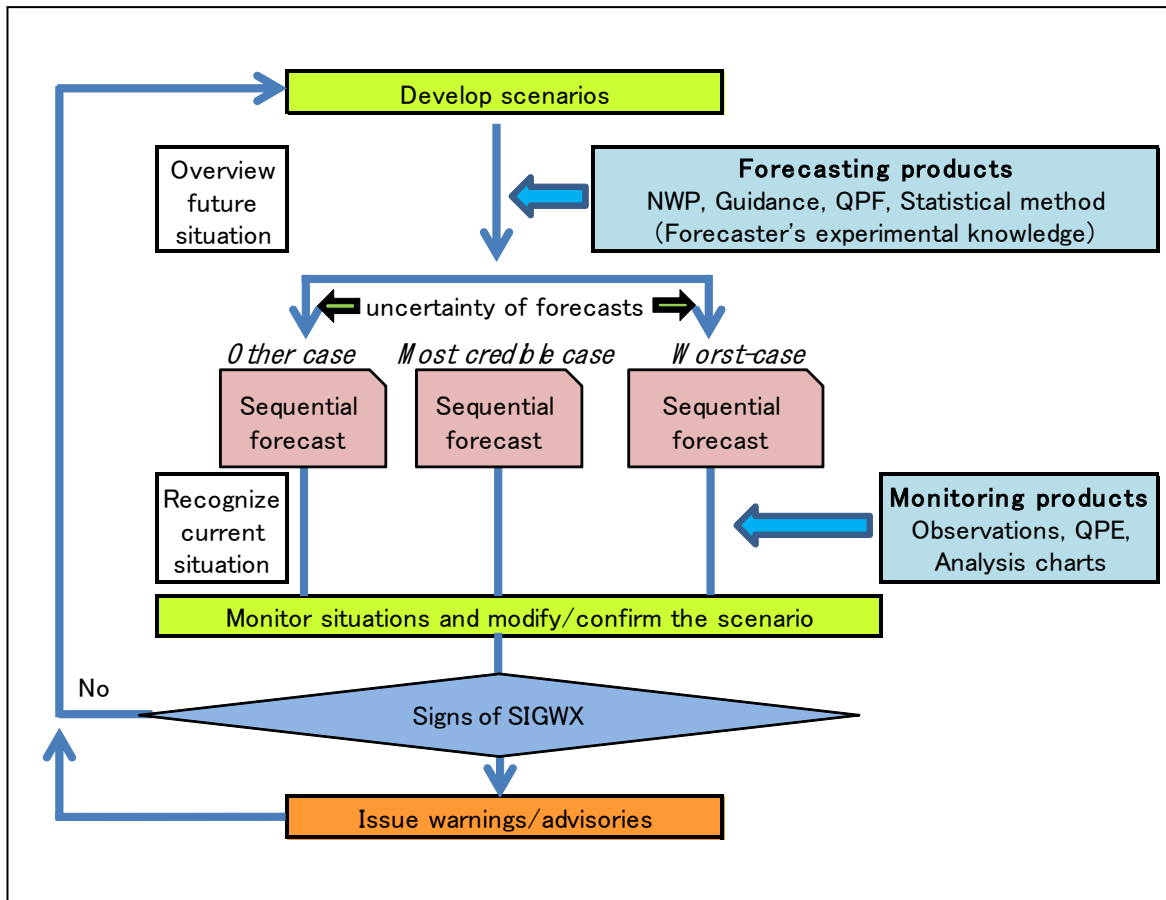 Develop scenarios
Overview
future
situation
Forecasting products
NWP, Guidance, QPF, Statistical method
(Forecaster's experimental knowledge)
uncertainty of forecasts
Other case
Most credible case
Worst-case
Sequential
forecast
Sequential
forecast
Sequential
forecast
Recognize
current
situation
Monitoring products
Observations, QPE,
Analysis charts
Monitor situations and modify/confirm the scenario
No
Signs of SIGWX
Issue warnings/advisories